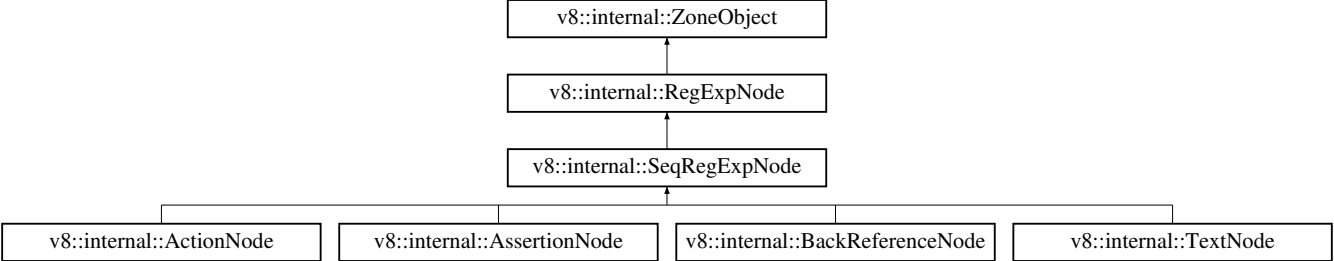 v8::internal::ZoneObject
v8::internal::RegExpNode
v8::internal::SeqRegExpNode
v8::internal::ActionNode
v8::internal::AssertionNode
v8::internal::BackReferenceNode
v8::internal::TextNode